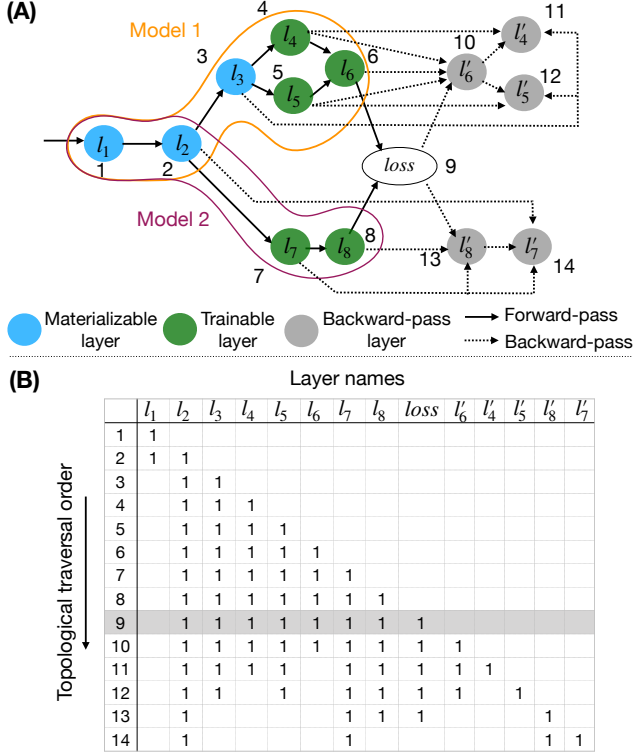 (A)
4
11
Model 1
l₄
l′₄
3
6
10
5
12
l₃
l₆
l′₆
l₅
l′₅
l₁
l₂
loss
9
1
2
Model 2
8
l₇
l₈
l′₈
l′₇
7
13
14
Materializable layer
Trainable layer
Backward-pass layer
Forward-pass
Backward-pass
(B)
Layer names
l₁ l₂ l₃ l₄ l₅ l₆ l₇ l₈ loss l′₆ l′₄ l′₅ l′₈ l′₇
Topological traversal order
1 1
2 1 1
3 1 1
4 1 1 1
5 1 1 1 1
6 1 1 1 1 1
7 1 1 1 1 1 1
8 1 1 1 1 1 1 1
9 1 1 1 1 1 1 1 1
10 1 1 1 1 1 1 1 1 1
11 1 1 1 1 1 1 1 1 1
12 1 1 1 1 1 1 1 1
13 1 1 1 1 1
14 1 1 1 1